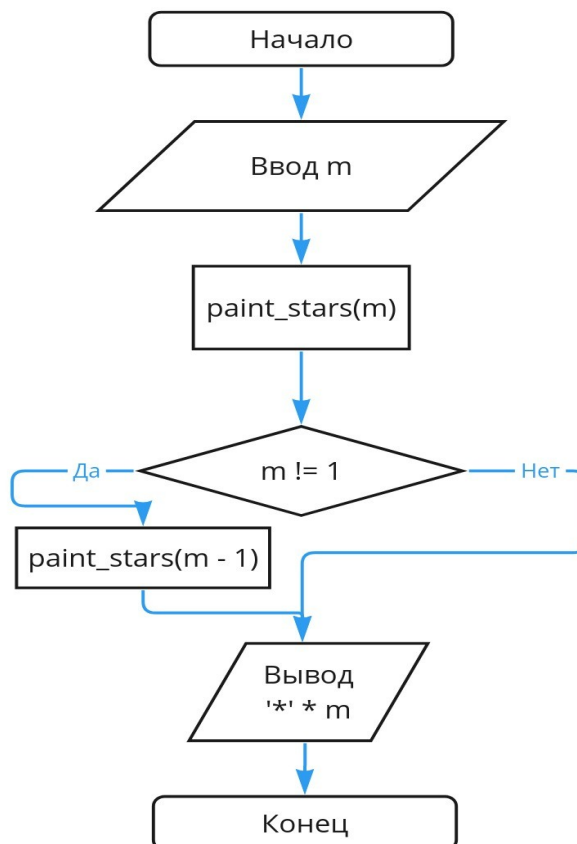 Начало
Ввод m
paint_stars(m)
m != 1
Да
Нет
paint_stars(m - 1)
Вывод
'*' * m
Конец